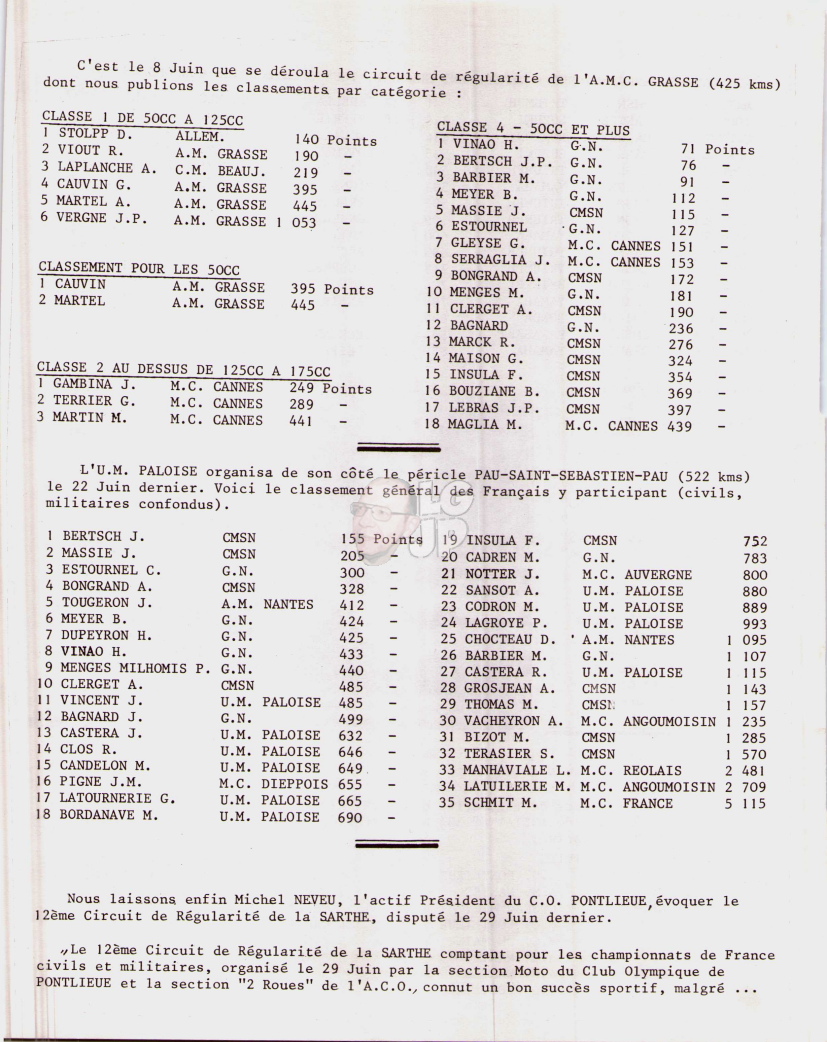 C'est le 8 Juin que se déroula le circuit de régularité de l'A.M.C. GRASSE (425 kms)
dont nous publions les classements par catégorie :
CLASSE 1 DE 50CC A 125CC
1 STOLPP D. ALLEM. 140 Points
2 VIOUT R. A.M. GRASSE 190 -
3 LAPLANCHE A. C.M. BEAUJ. 219 -
4 CAUVIN G. A.M. GRASSE 395 -
5 MARTEL A. A.M. GRASSE 445 -
6 VERGNE J.P. A.M. GRASSE 1 053 -
CLASSEMENT POUR LES 50CC
1 CAUVIN A.M. GRASSE 395 Points
2 MARTEL A.M. GRASSE 445 -
CLASSE 2 AU DESSUS DE 125CC A 175CC
1 GAMBINA J. M.C. CANNES 249 Points
2 TERRIER G. M.C. CANNES 289 -
3 MARTIN M. M.C. CANNES 441 -
CLASSE 4 - 50CC ET PLUS
1 VINAO H. G.N. 71 Points
2 BERTSCH J.P. G.N. 76 -
3 BARBIER M. G.N. 91 -
4 MEYER B. G.N. 112 -
5 MASSIE J. CMSN 115 -
6 ESTOURNEL G.N. 127 -
7 GLEYSE G. M.C. CANNES 151 -
8 SERRAGLIA J. M.C. CANNES 153 -
9 BONGRAND A. CMSN 172 -
10 MENGES M. G.N. 181 -
11 CLERGET A. CMSN 190 -
12 BAGNARD G.N. 236 -
13 MARCK R. CMSN 276 -
14 MAISON G. CMSN 324 -
15 INSULA F. CMSN 354 -
16 BOUZIANE B. CMSN 369 -
17 LEBRAS J.P. CMSN 397 -
18 MAGLIA M. M.C. CANNES 439 -
L'U.M. PALOISE organisa de son côté le péricle PAU-SAINT-SEBASTIEN-PAU (522 kms)
le 22 Juin dernier. Voici le classement général des Français y participant (civils,
militaires confondus).
1 BERTSCH J. CMSN 155 Points
2 MASSIE J. CMSN 205 -
3 ESTOURNEL C. G.N. 300 -
4 BONGRAND A. CMSN 328 -
5 TOUGERON J. A.M. NANTES 412 -
6 MEYER B. G.N. 424 -
7 DUPEYRON H. G.N. 425 -
8 VINAO H. G.N. 433 -
9 MENGES MILHOMIS P. G.N. 440 -
10 CLERGET A. CMSN 485 -
11 VINCENT J. U.M. PALOISE 485 -
12 BAGNARD J. G.N. 499 -
13 CASTERA J. U.M. PALOISE 632 -
14 CLOS R. U.M. PALOISE 646 -
15 CANDELON M. U.M. PALOISE 649 -
16 PIGNE J.M. M.C. DIEPPOIS 655 -
17 LATOURNERIE G. U.M. PALOISE 665 -
18 BORDANAVE M. U.M. PALOISE 690 -
19 INSULA F. CMSN 752
20 CADREN M. G.N. 783
21 NOTTER J. M.C. AUVERGNE 800
22 SANSOT A. U.M. PALOISE 880
23 CODRON M. U.M. PALOISE 889
24 LAGROYE P. U.M. PALOISE 993
25 CHOCTEAU D. A.M. NANTES 1 095
26 BARBIER M. G.N. 1 107
27 CASTERA R. U.M. PALOISE 1 115
28 GROSJEAN A. CMSN 1 143
29 THOMAS M. CMSN 1 157
30 VACHEYRON A. M.C. ANGOUMOISIN 1 235
31 BIZOT M. CMSN 1 285
32 TERASIER S. CMSN 1 570
33 MANHAVIALE L. M.C. REOLAIS 2 481
34 LATUILERIE M. M.C. ANGOUMOISIN 2 709
35 SCHMIT M. M.C. FRANCE 5 115
LG
JP
Nous laissons enfin Michel NEVEU, l'actif Président du C.O. PONTLIEUE, évoquer le
12ème Circuit de Régularité de la SARTHE, disputé le 29 Juin dernier.
"Le 12ème Circuit de Régularité de la SARTHE comptant pour les championnats de France
civils et militaires, organisé le 29 Juin par la section Moto du Club Olympique de
PONTLIEUE et la section "2 Roues" de l'A.C.O., connut un bon succès sportif, malgré ...